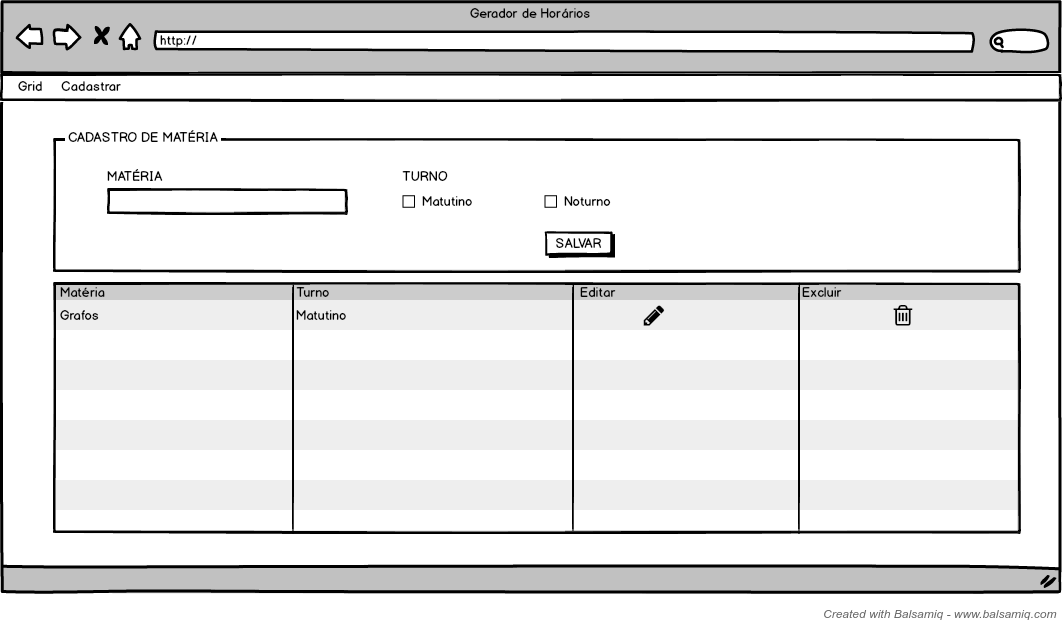 Gerador de Horários
http://
Grid Cadastrar
CADASTRO DE MATÉRIA
MATÉRIA TURNO
Matutino Noturno
SALVAR
Matéria Turno Editar Excluir
Grafos Matutino
Created with Balsamiq - www.balsamiq.com